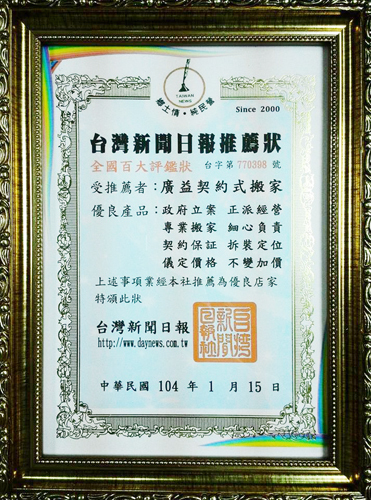 TAIWAN
NEWS
鄉土情·純民營
Since 2000
台灣新聞日報推薦狀
全國百大評鑑狀 台字第770398號
受推薦者：廣益契約式搬家
優良產品：政府立案 正派經營
專業搬家 細心負責
契約保証 拆裝定位
儀定價格 不變加價
上述事項業經本社推薦為優良店家
特頒此狀
台灣新聞日報
http://www.daynews.com.tw
台灣新聞日報社
中華民國 104 年 1 月 15 日